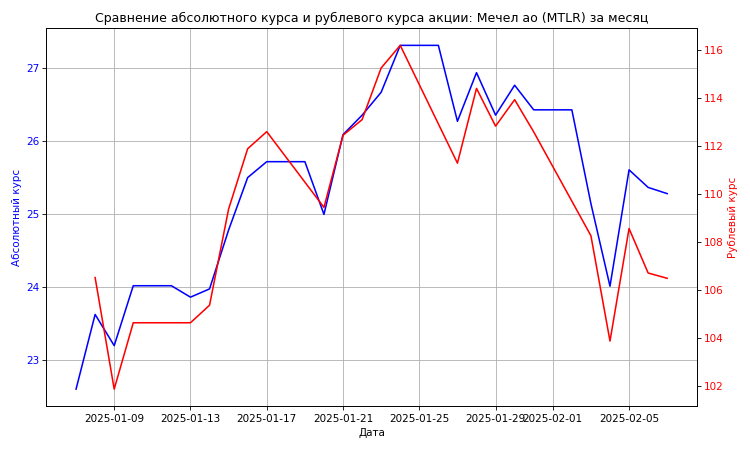 Сравнение абсолютного курса и рублевого курса акции: Мечел ао (MTLR) за месяц
Абсолютный курс
27
26
25
24
23
116
114
112
110
108
106
104
102
Рублевый курс
2025-01-09 2025-01-13 2025-01-17 2025-01-21 2025-01-25 2025-01-29 2025-02-01 2025-02-05
Дата